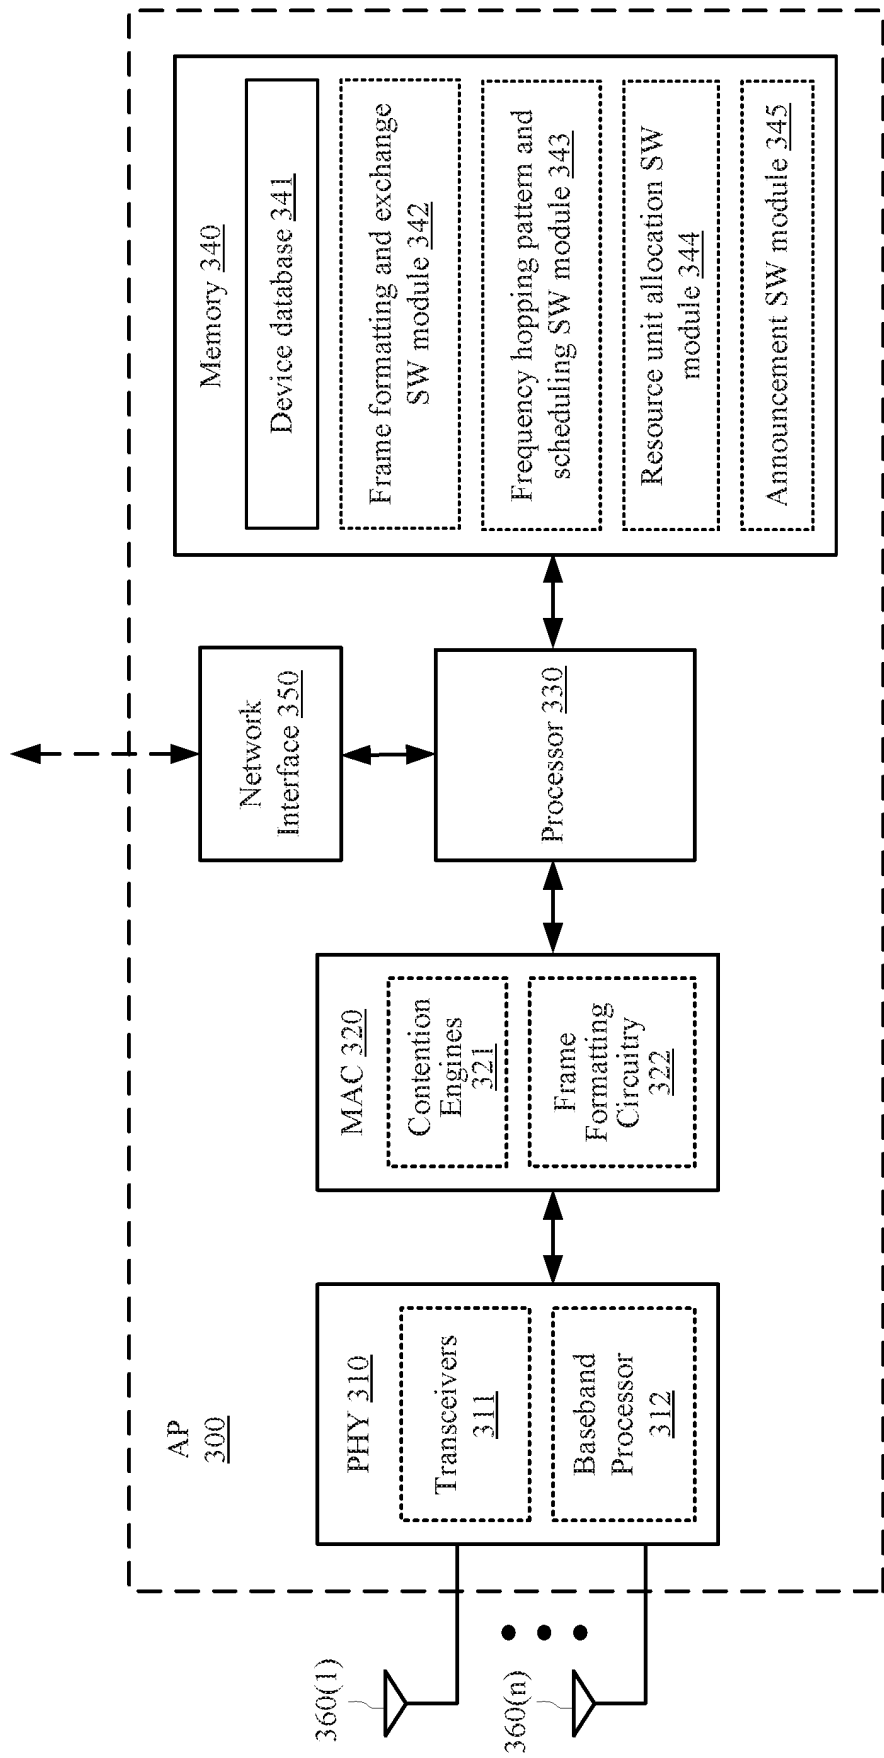 AP
300
PHY 310
Transceivers
311
Baseband
Processor
312
360(1)
360(n)
MAC 320
Contention
Engines
321
Frame
Formatting
Circuitry
322
Network
Interface 350
Processor 330
Memory 340
Device database 341
Frame formatting and exchange
SW module 342
Frequency hopping pattern and
scheduling SW module 343
Resource unit allocation SW
module 344
Announcement SW module 345